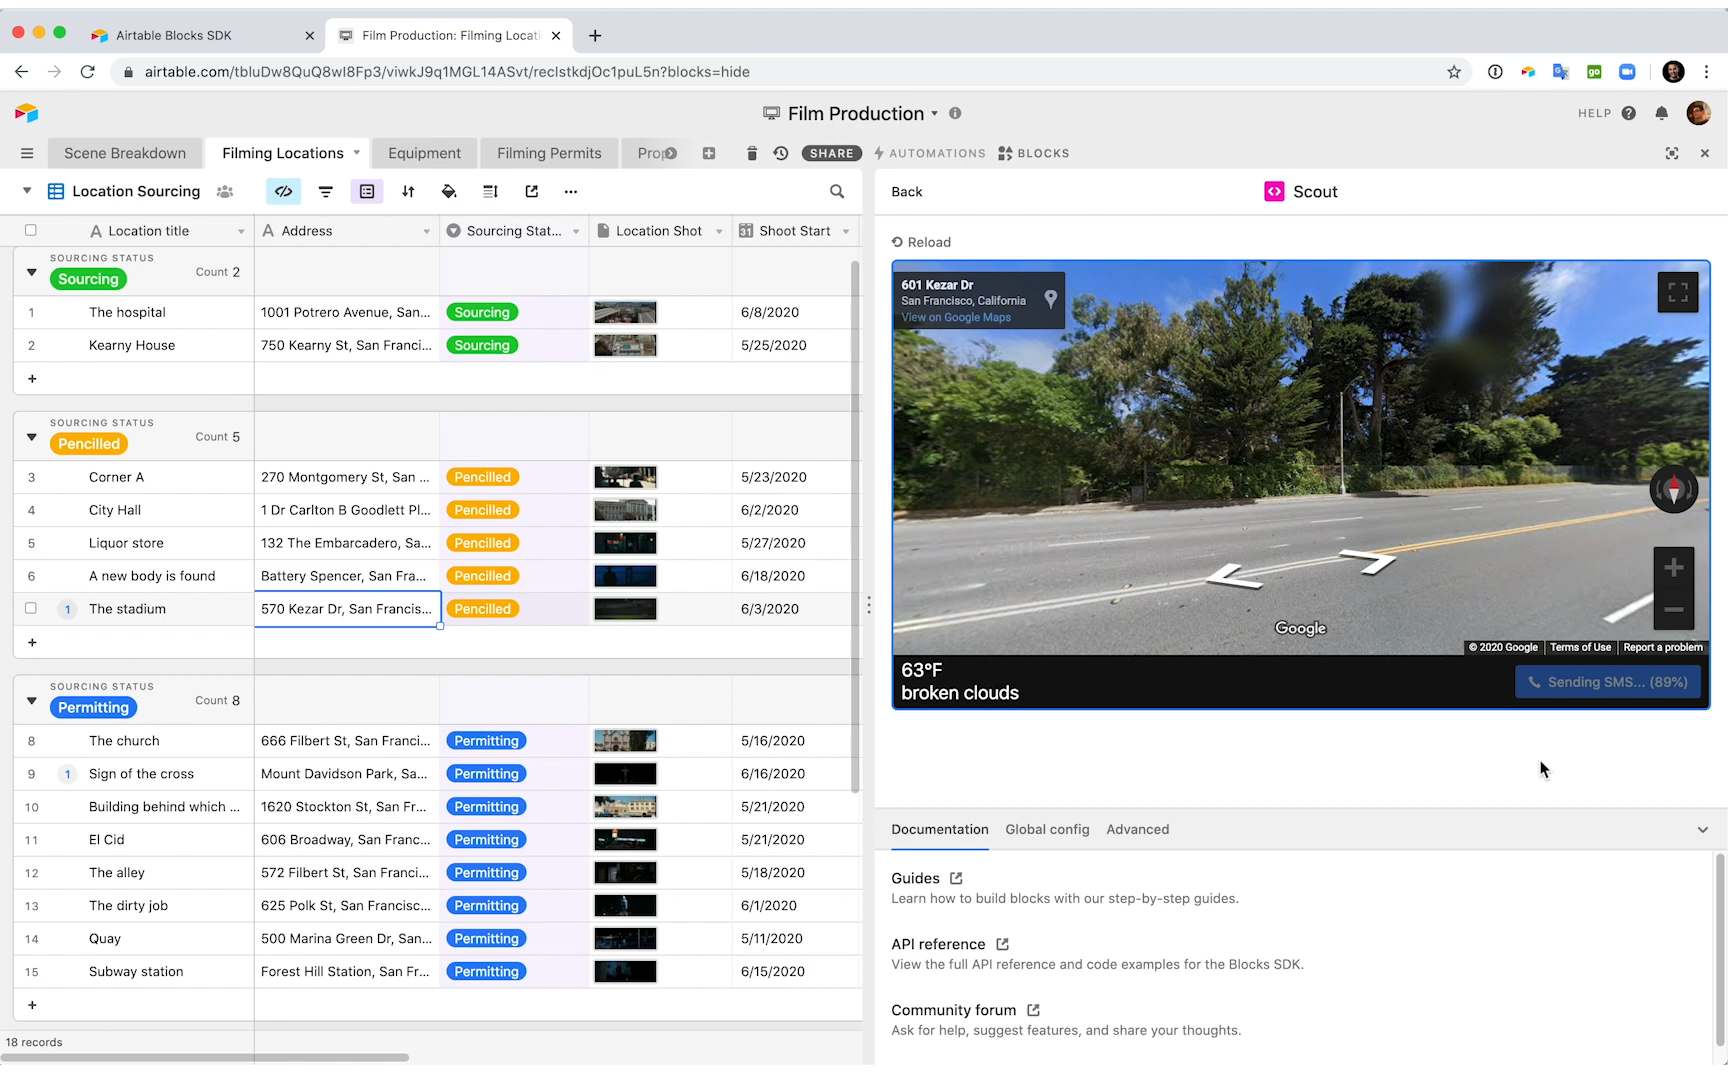 Airtable Blocks SDK
Film Production: Filming Locati
airtable.com/tbluDw8QuQ8wI8Fp3/viwkJ9q1MGL14ASvt/reclstkdjOc1puL5n?blocks=hide
Film Production
HELP
Scene Breakdown
Filming Locations
Equipment
Filming Permits
Prop
SHARE
AUTOMATIONS
BLOCKS
Location Sourcing
Back
Scout
Location title
Address
Sourcing Stat...
Location Shot
Shoot Start
Reload
SOURCING STATUS
Sourcing
Count 2
1 The hospital 1001 Potrero Avenue, San... Sourcing 6/8/2020
2 Kearny House 750 Kearny St, San Franci... Sourcing 5/25/2020
+
SOURCING STATUS
Pencilled
Count 5
3 Corner A 270 Montgomery St, San ... Pencilled 5/23/2020
4 City Hall 1 Dr Carlton B Goodlett Pl... Pencilled 6/2/2020
5 Liquor store 132 The Embarcadero, Sa... Pencilled 5/27/2020
6 A new body is found Battery Spencer, San Fra... Pencilled 6/18/2020
1 The stadium 570 Kezar Dr, San Francis... Pencilled 6/3/2020
+
SOURCING STATUS
Permitting
Count 8
8 The church 666 Filbert St, San Franci... Permitting 5/16/2020
9 1 Sign of the cross Mount Davidson Park, Sa... Permitting 6/16/2020
10 Building behind which ... 1620 Stockton St, San Fr... Permitting 5/21/2020
11 El Cid 606 Broadway, San Franc... Permitting 5/21/2020
12 The alley 572 Filbert St, San Franci... Permitting 5/18/2020
13 The dirty job 625 Polk St, San Francisc... Permitting 6/1/2020
14 Quay 500 Marina Green Dr, San... Permitting 5/11/2020
15 Subway station Forest Hill Station, San Fr... Permitting 6/15/2020
+
18 records
601 Kezar Dr
San Francisco, California
View on Google Maps
Google
© 2020 Google
Terms of Use
Report a problem
63°F
broken clouds
Sending SMS... (89%)
Documentation
Global config
Advanced
Guides
Learn how to build blocks with our step-by-step guides.
API reference
View the full API reference and code examples for the Blocks SDK.
Community forum
Ask for help, suggest features, and share your thoughts.